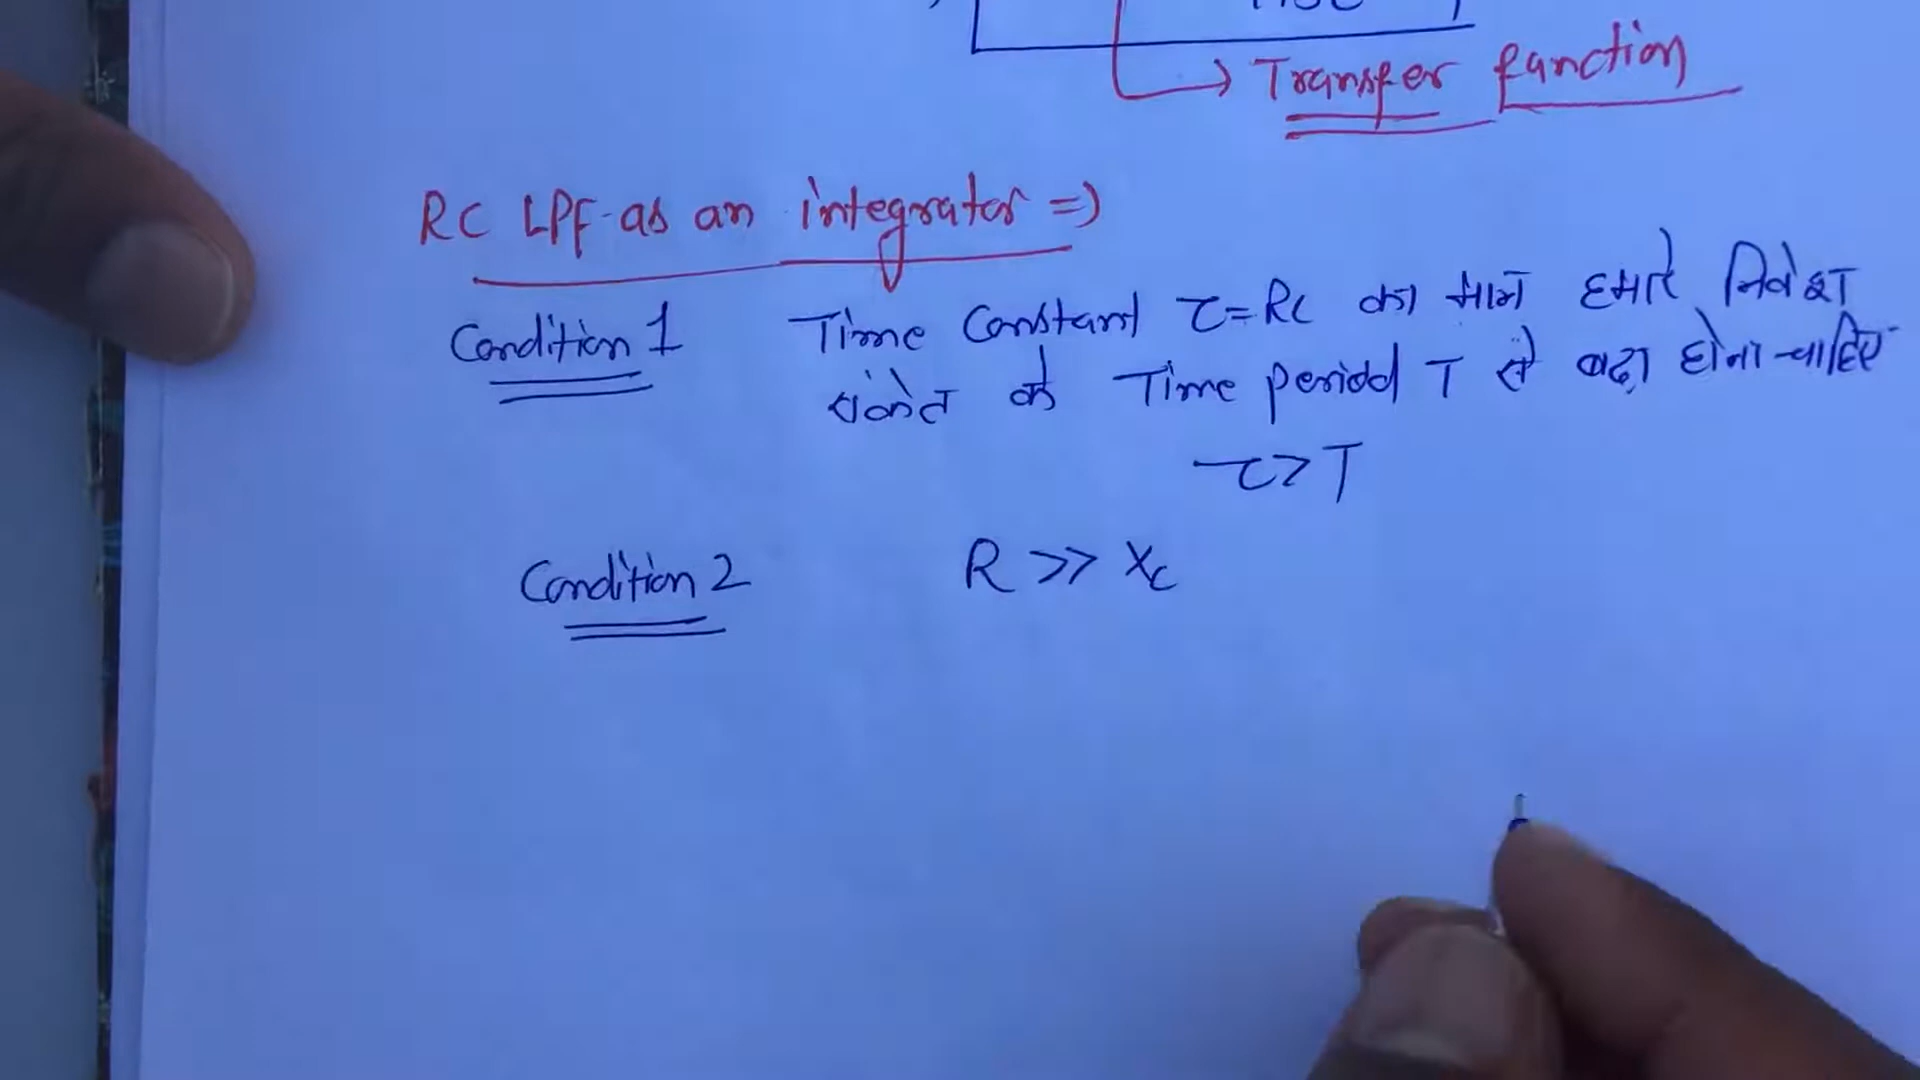 → Transfer function
RC LPF as an integrator ⇒
Condition 1 Time Constant τ=RC का मान हमारे निवेश
संकेत के Time period T से बड़ा होना चाहिए
τ > T
Condition 2 R >> Xc